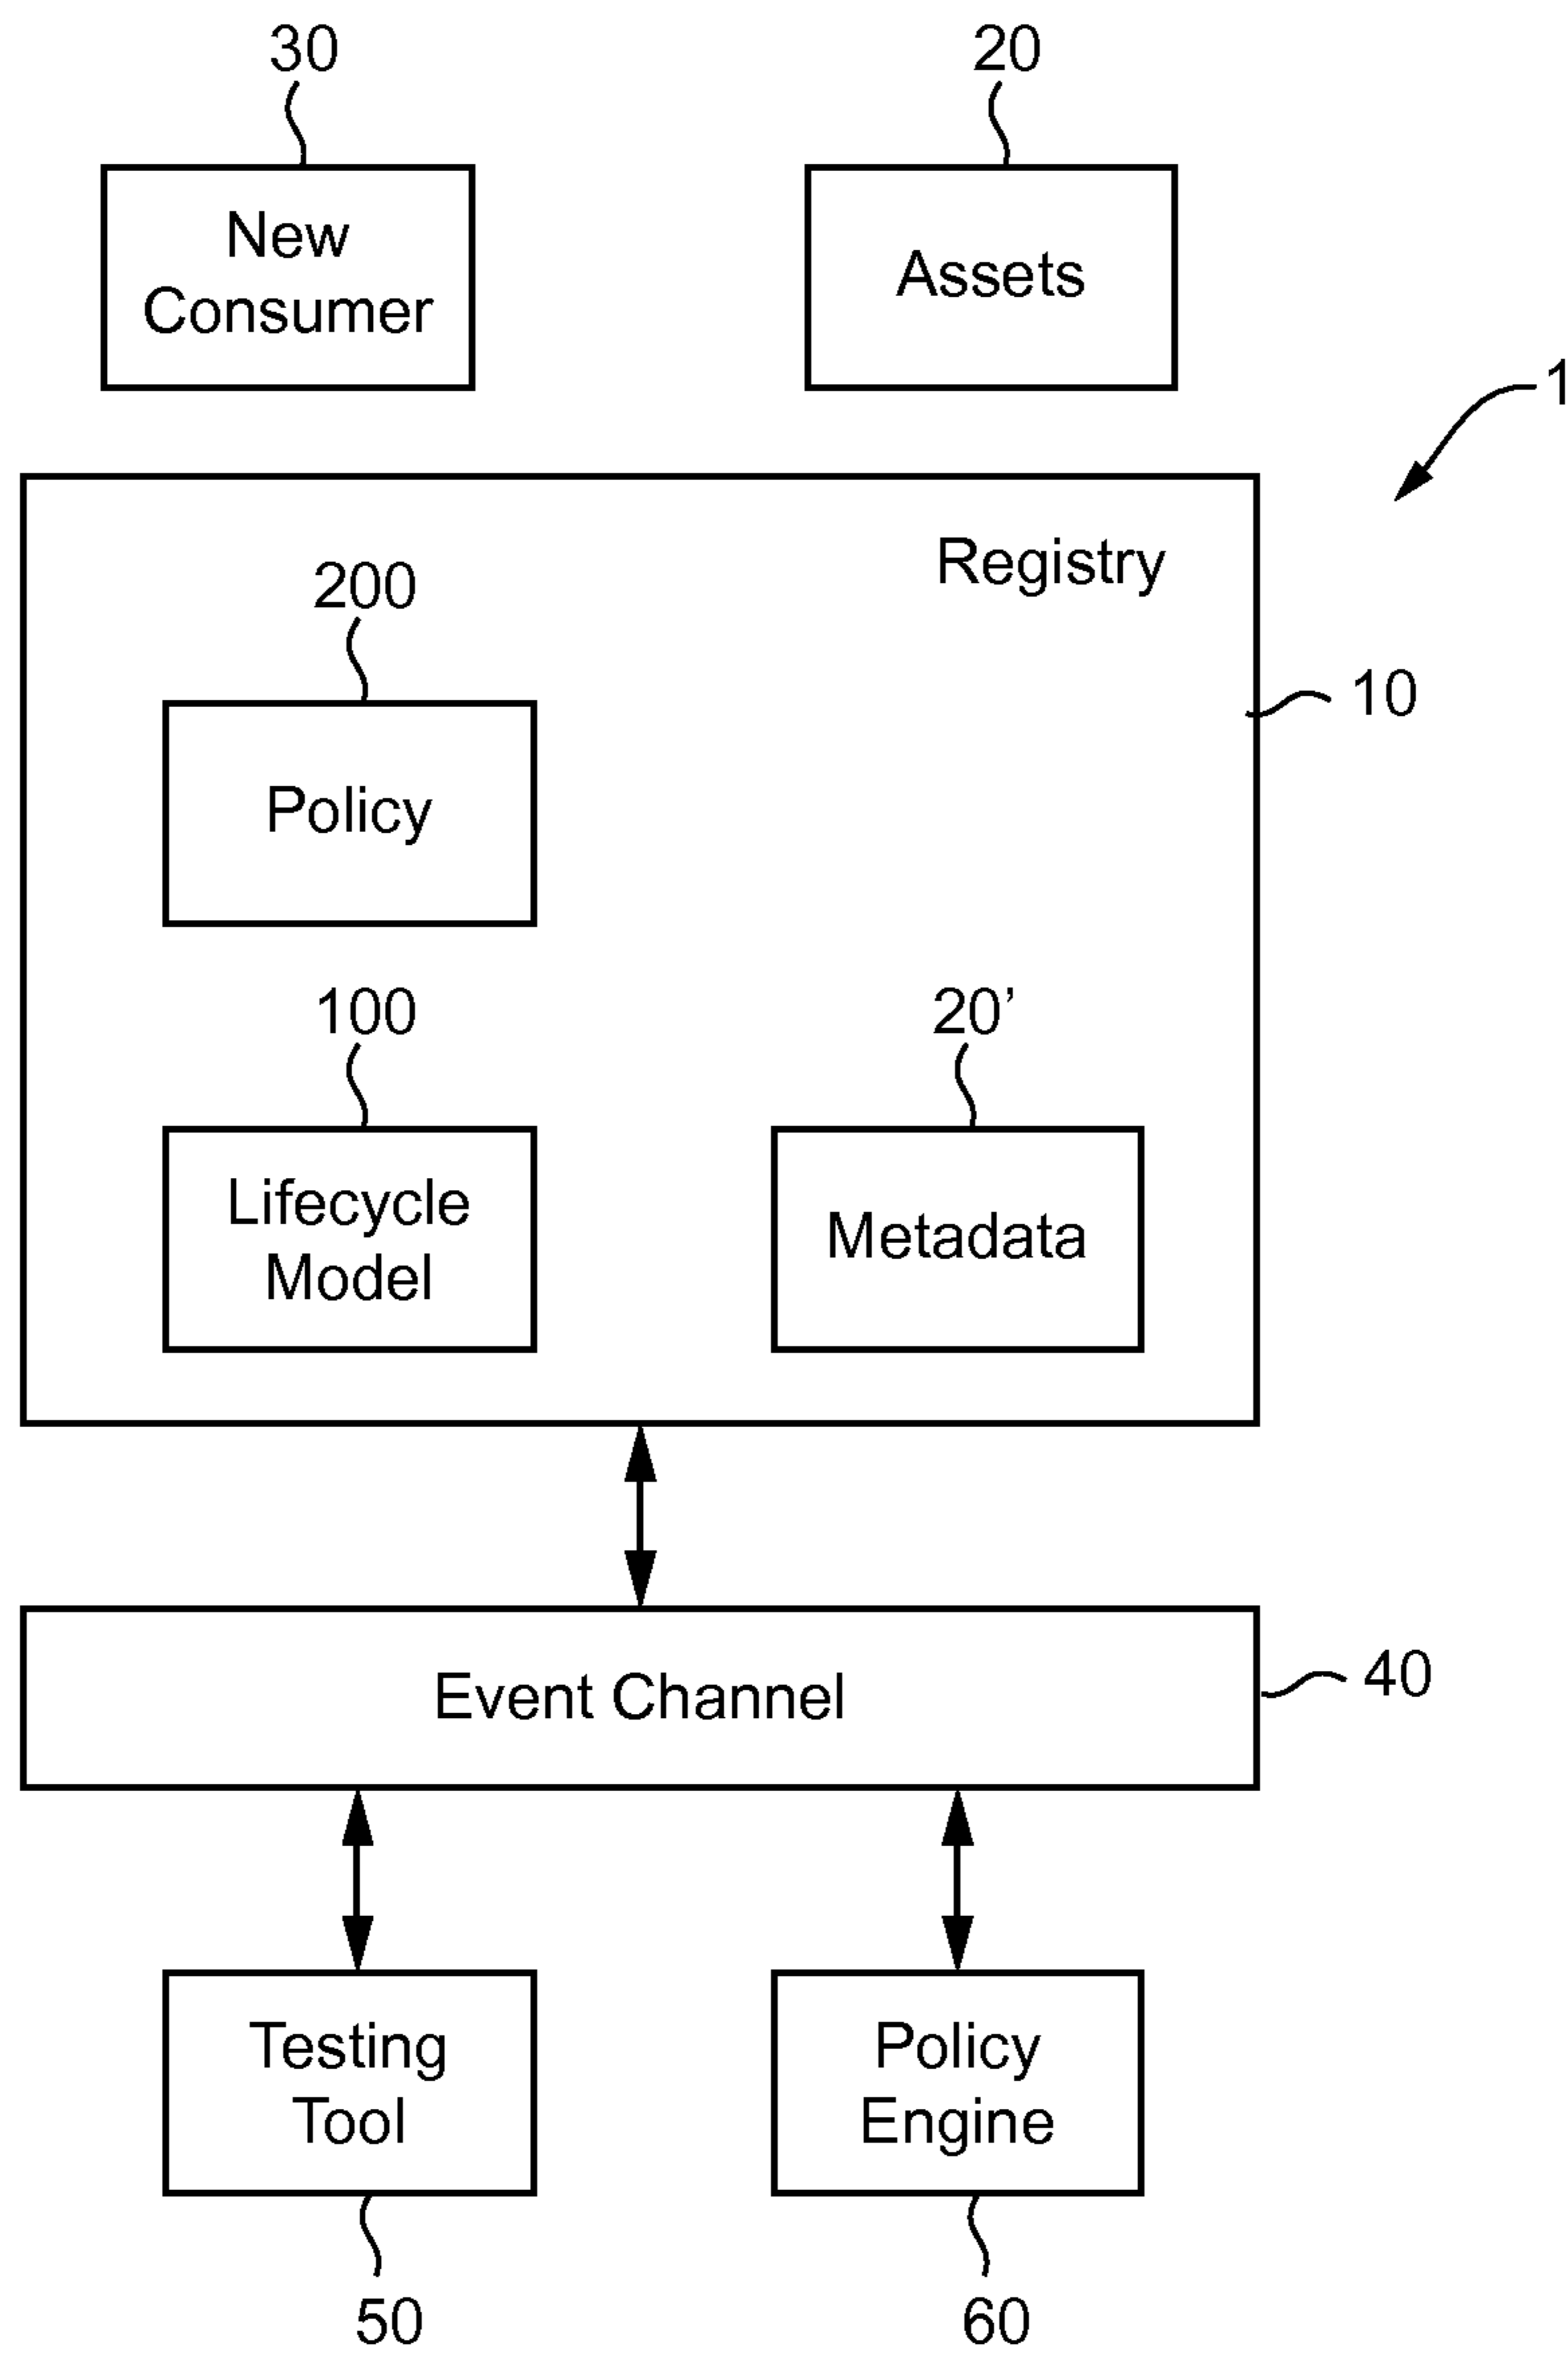 30
20
New
Consumer
Assets
1
Registry
200
10
Policy
100
20’
Lifecycle
Model
Metadata
Event Channel
40
Testing
Tool
Policy
Engine
50
60